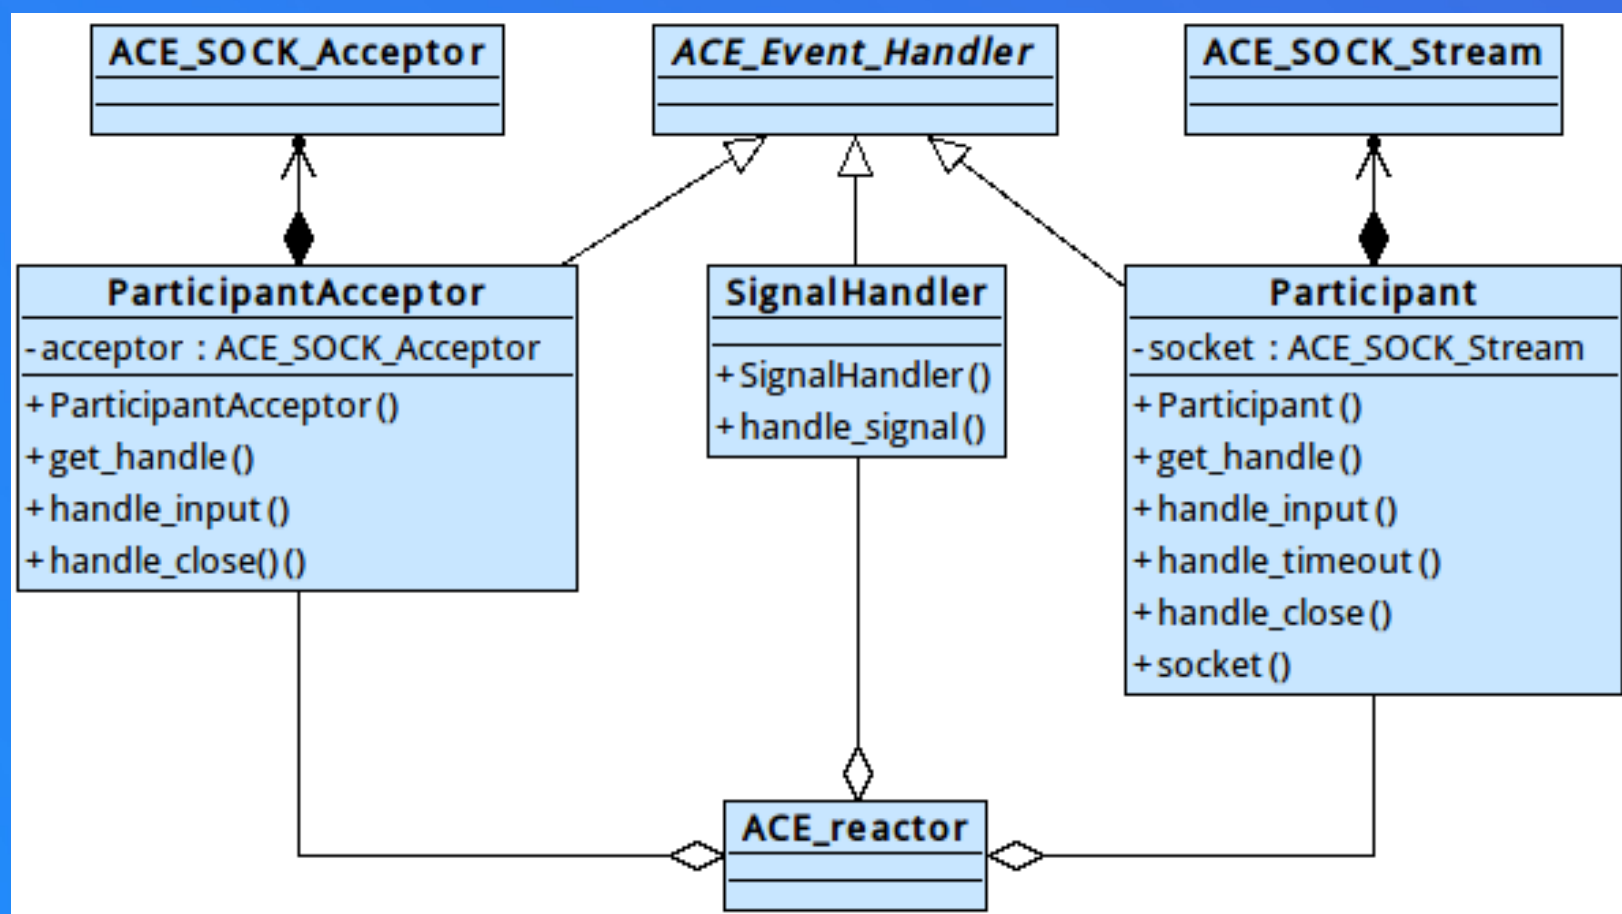 ACE_SOCK_Acceptor
ACE_Event_Handler
ACE_SOCK_Stream
ParticipantAcceptor
-acceptor : ACE_SOCK_Acceptor
+ParticipantAcceptor()
+get_handle()
+handle_input()
+handle_close()()
SignalHandler
+SignalHandler()
+handle_signal()
Participant
-socket : ACE_SOCK_Stream
+Participant()
+get_handle()
+handle_input()
+handle_timeout()
+handle_close()
+socket()
ACE_reactor